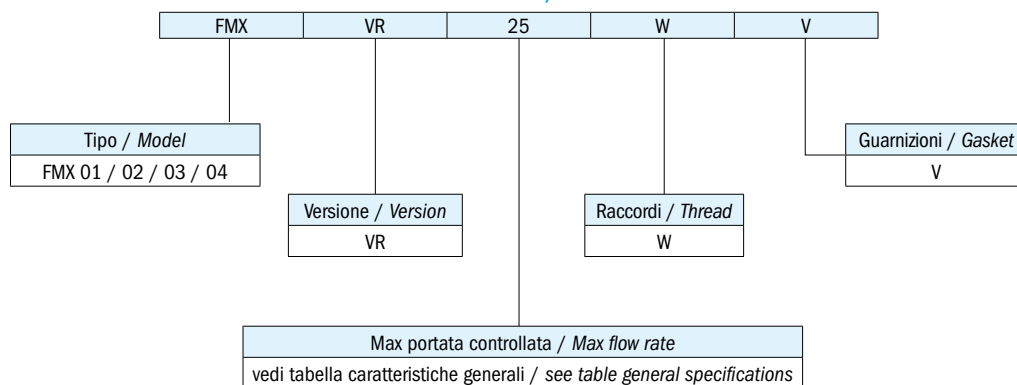 FMX VR 25 W V
Tipo / Model
FMX 01 / 02 / 03 / 04
Guarnizioni / Gasket
V
Versione / Version
VR
Raccordi / Thread
W
Max portata controllata / Max flow rate
vedi tabella caratteristiche generali / see table general specifications